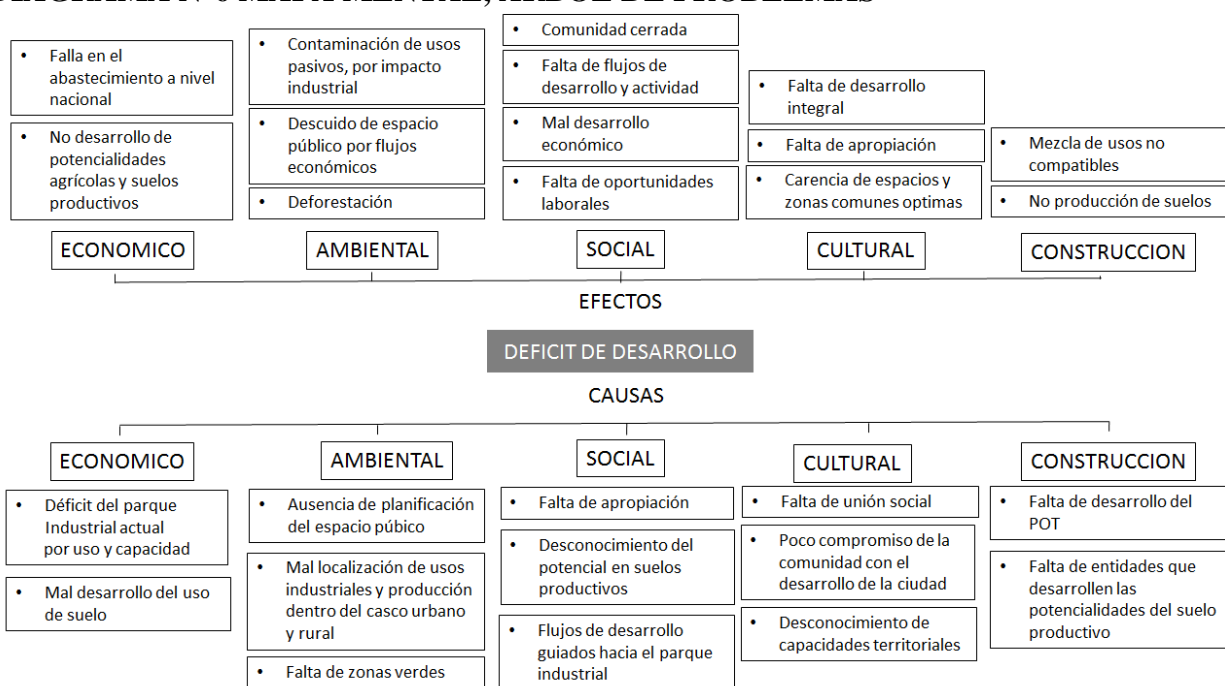 DIAGRAMA MAPA MENTAL, ARBOL DE PROBLEMAS
• Falla en el
abastecimiento a nivel
nacional
• No desarrollo de
potencialidades
agrícolas y suelos
productivos
ECONOMICO
• Contaminación de usos
pasivos, por impacto
industrial
• Descuido de espacio
público por flujos
económicos
• Deforestación
AMBIENTAL
• Comunidad cerrada
• Falta de flujos de
desarrollo y actividad
• Mal desarrollo
económico
• Falta de oportunidades
laborales
SOCIAL
• Falta de desarrollo
integral
• Falta de apropiación
• Carencia de espacios y
zonas comunes optimas
CULTURAL
• Mezcla de usos no
compatibles
• No producción de suelos
CONSTRUCCION
EFECTOS
DEFICIT DE DESARROLLO
CAUSAS
ECONOMICO
• Déficit del parque
Industrial actual
por uso y capacidad
• Mal desarrollo del uso
de suelo
AMBIENTAL
• Ausencia de planificación
del espacio púbico
• Mal localización de usos
industriales y producción
dentro del casco urbano
y rural
• Falta de zonas verdes
SOCIAL
• Falta de apropiación
• Desconocimiento del
potencial en suelos
productivos
• Flujos de desarrollo
guiados hacia el parque
industrial
CULTURAL
• Falta de unión social
• Poco compromiso de la
comunidad con el
desarrollo de la ciudad
• Desconocimiento de
capacidades territoriales
CONSTRUCCION
• Falta de desarrollo del
POT
• Falta de entidades que
desarrollen las
potencialidades del suelo
productivo